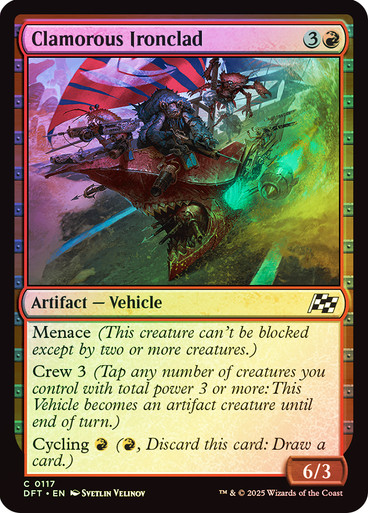 Clamorous Ironclad 3
Artifact — Vehicle
Menace (This creature can't be blocked
except by two or more creatures.)
Crew 3 (Tap any number of creatures you
control with total power 3 or more: This
Vehicle becomes an artifact creature until
end of turn.)
Cycling (, Discard this card: Draw a
card.)
6/3
C 0117
DFT • EN Svetlin Velinov
™ & © 2025 Wizards of the Coast